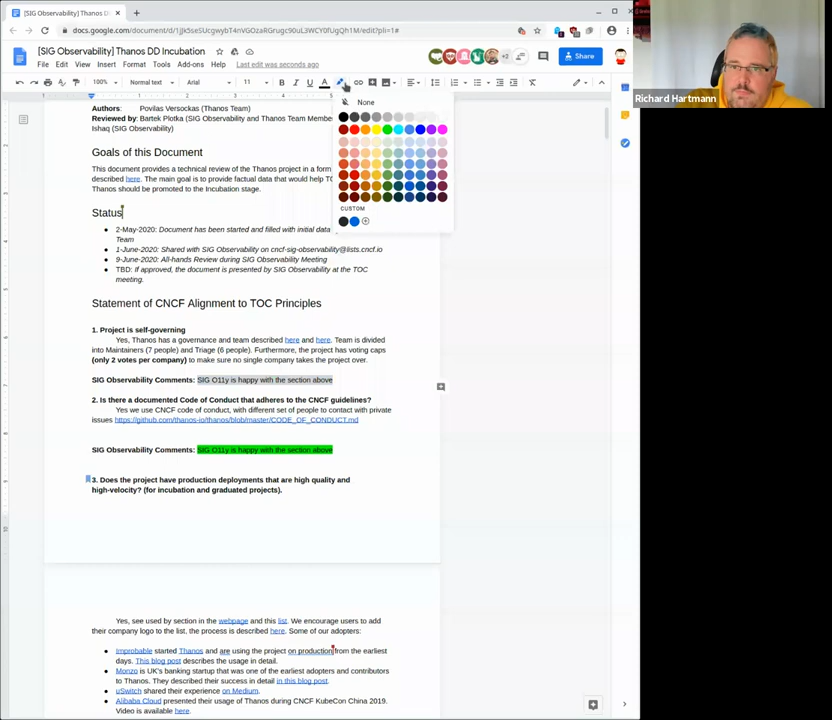 [SIG Observability] Thanos DD
docs.google.com/document/d/
[SIG Observability] Thanos DD Incubation
File Edit View Insert Format Tools Add-ons Help Last edit was seconds ago
Share
100% Normal text Arial 11
None
CUSTOM
Richard Hartmann
Authors: Povilas Versockas (Thanos Team)
Reviewed by: Bartek Plotka (SIG Observability and Thanos Team Membe
Ishaq (SIG Observability)
Goals of this Document
This document provides a technical review of the Thanos project in a form
described here. The main goal is to provide factual data that would help TO
Thanos should be promoted to the Incubation stage.
Status
2-May-2020: Document has been started and filled with initial data
Team
1-June-2020: Shared with SIG Observability on cncf-sig-observability@lists.cncf.io
9-June-2020: All-hands Review during SIG Observability Meeting
TBD: If approved, the document is presented by SIG Observability at the TOC
meeting.
Statement of CNCF Alignment to TOC Principles
1. Project is self-governing
Yes, Thanos has a governance and team described here and here. Team is divided
into Maintainers (7 people) and Triage (6 people). Furthermore, the project has voting caps
(only 2 votes per company) to make sure no single company takes the project over.
SIG Observability Comments: SIG O11y is happy with the section above
2. Is there a documented Code of Conduct that adheres to the CNCF guidelines?
Yes we use CNCF code of conduct, with different set of people to contact with private
issues https://github.com/thanos-io/thanos/blob/master/CODE_OF_CONDUCT.md
SIG Observability Comments: SIG O11y is happy with the section above
3. Does the project have production deployments that are high quality and
high-velocity? (for incubation and graduated projects).
Yes, see used by section in the webpage and this list. We encourage users to add
their company logo to the list, the process is described here. Some of our adopters:
Improbable started Thanos and are using the project on production from the earliest
days. This blog post describes the usage in detail.
Monzo is UK's banking startup that was one of the earliest adopters and contributors
to Thanos. They described their success in detail in this blog post.
uSwitch shared their experience on Medium.
Alibaba Cloud presented their usage of Thanos during CNCF KubeCon China 2019.
Video is available here.